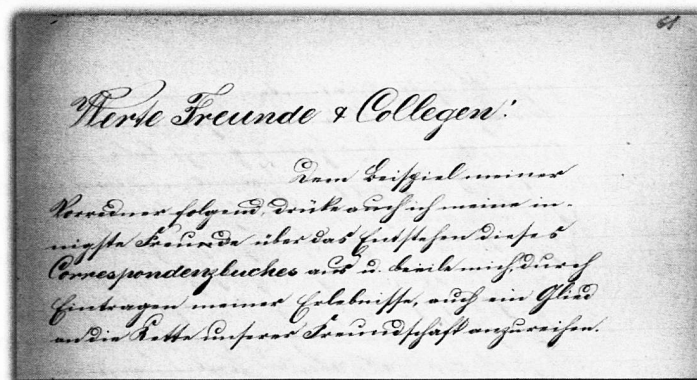 61
Werte Freunde & Collegen!
Dem Beispiel meiner
Vorredner folgend, drücke auch ich meine in-
nigste Freude über das Entstehen dieses
Correspondenzbuches aus u. beeile mich, durch
Eintragen meiner Erlebnisse, auch ein Glied
an die Kette unserer Freundschaft anzureihen.